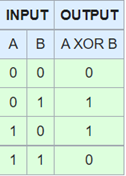 INPUT OUTPUT
A B A XOR B
0 0 0
0 1 1
1 0 1
1 1 0